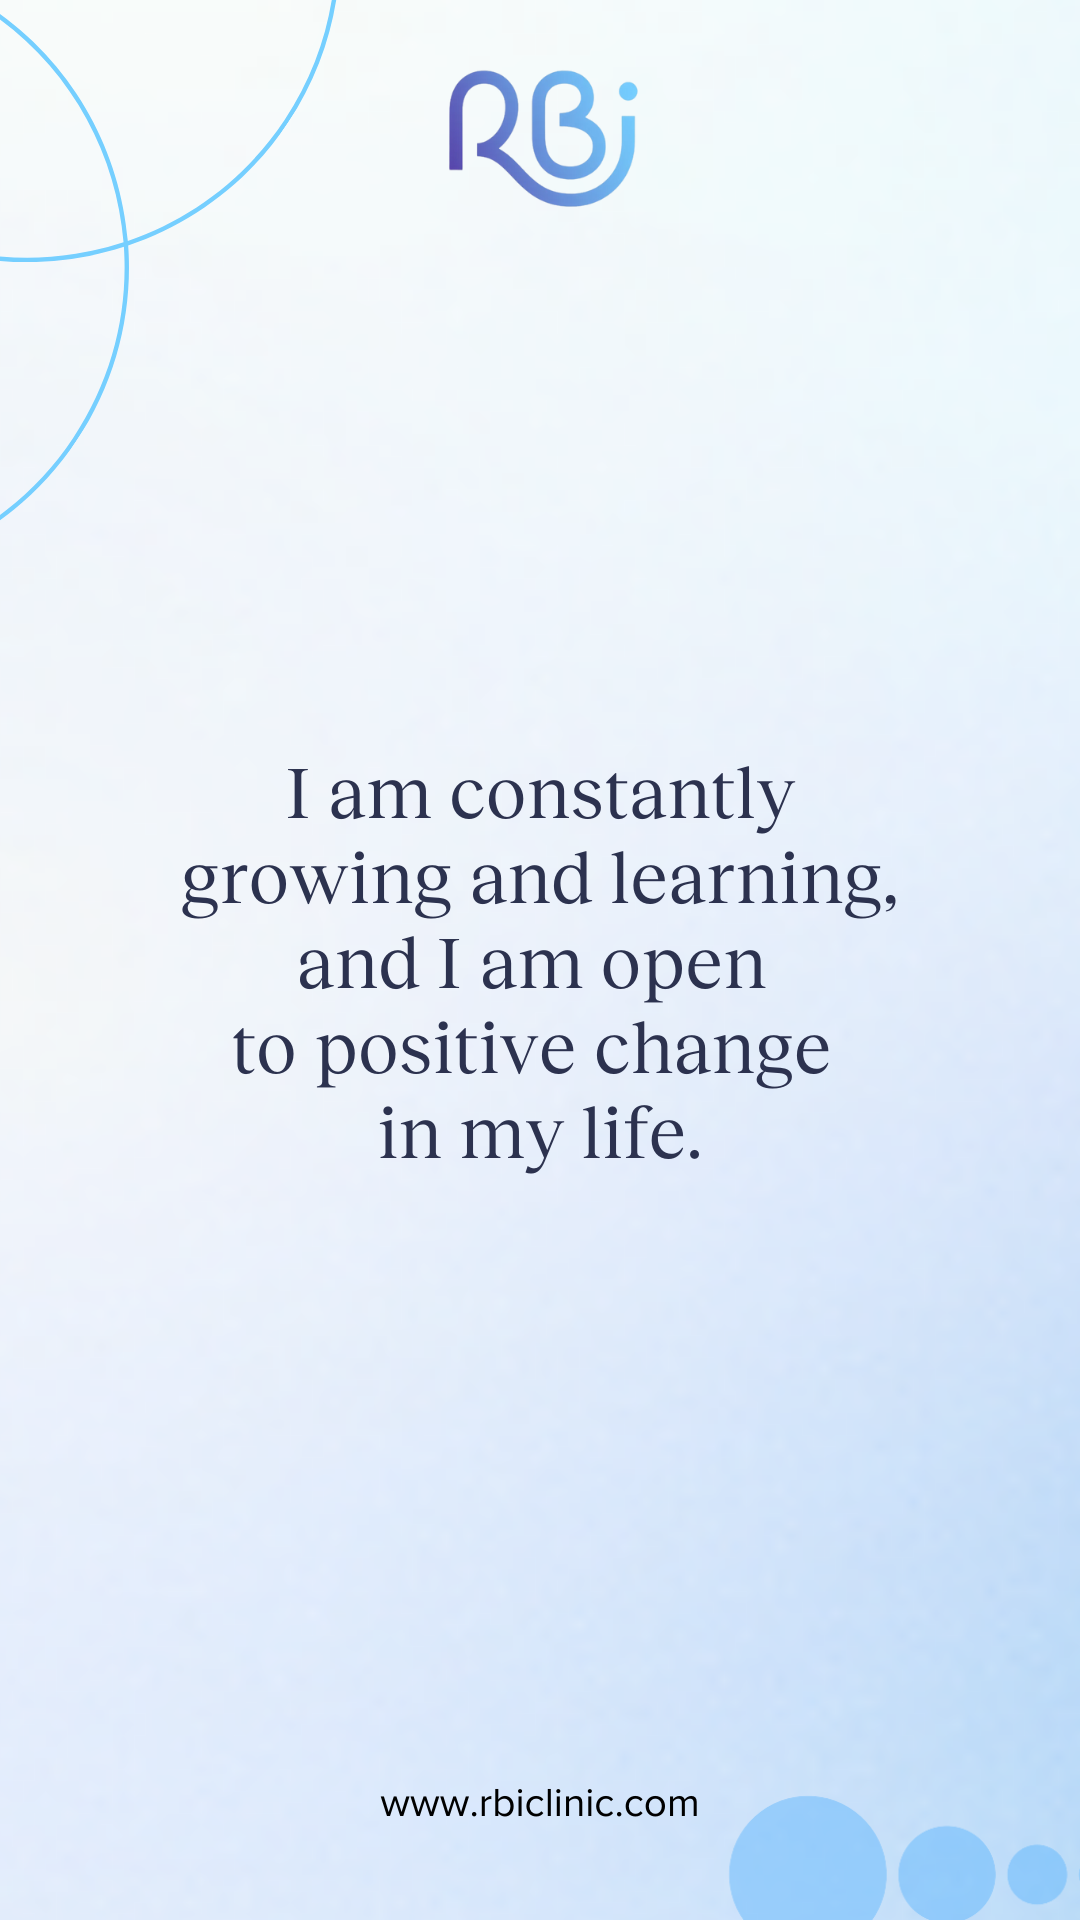 RBi
I am constantly
growing and learning,
and I am open
to positive change
in my life.
www.rbiclinic.com